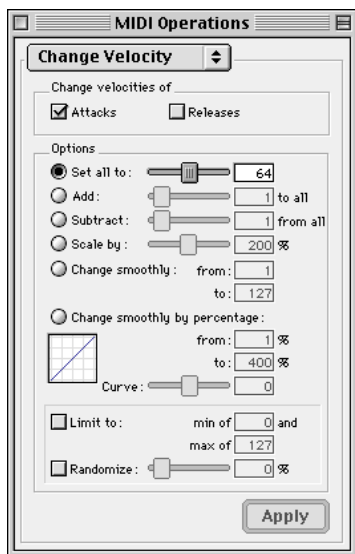 MIDI Operations
Change Velocity
Change velocities of
Attacks Releases
Options
Set all to: 64
Add: 1 to all
Subtract: 1 from all
Scale by: 200 %
Change smoothly: from: 1
to: 127
Change smoothly by percentage:
from: 1 %
to: 400 %
Curve: 0
Limit to: min of 0 and
max of 127
Randomize: 0 %
Apply